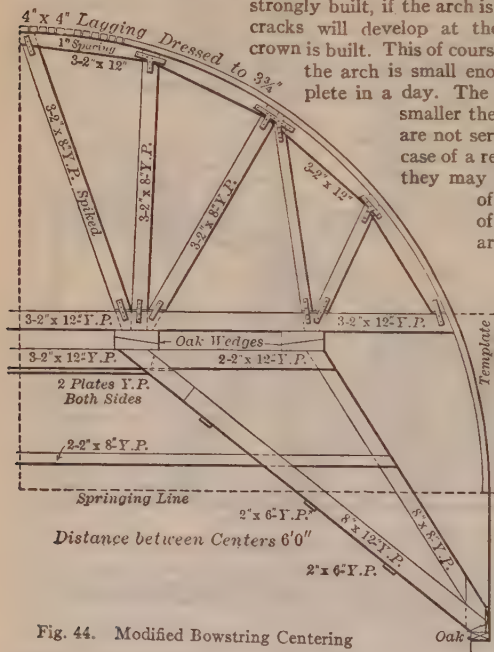 strongly built, if the arch is
cracks will develop at the
crown is built. This of cours
the arch is small eno
plete in a day. The
smaller the
are not ser
case of a re
they may
of
of
ar
4" x 4" Lagging Dressed to 3¾"
1" Spacing
3-2" x 12"
3-2" x 8" Y.P. Spiked
3-2" x 8" Y.P.
3-2" x 8" Y.P.
3-2" x 12"
3-2" x 12" Y.P.
3-2" x 12" Y.P.
Oak Wedges
3-2" x 12" Y.P.
2-2" x 12" Y.P.
2 Plates Y.P.
Both Sides
Template
2-2" x 8" Y.P.
Springing Line
2" x 6" Y.P.
8" x 12" Y.P.
8" x 8" Y.P.
Distance between Centers 6'0"
2" x 6" Y.P.
Oak
Fig. 44. Modified Bowstring Centering